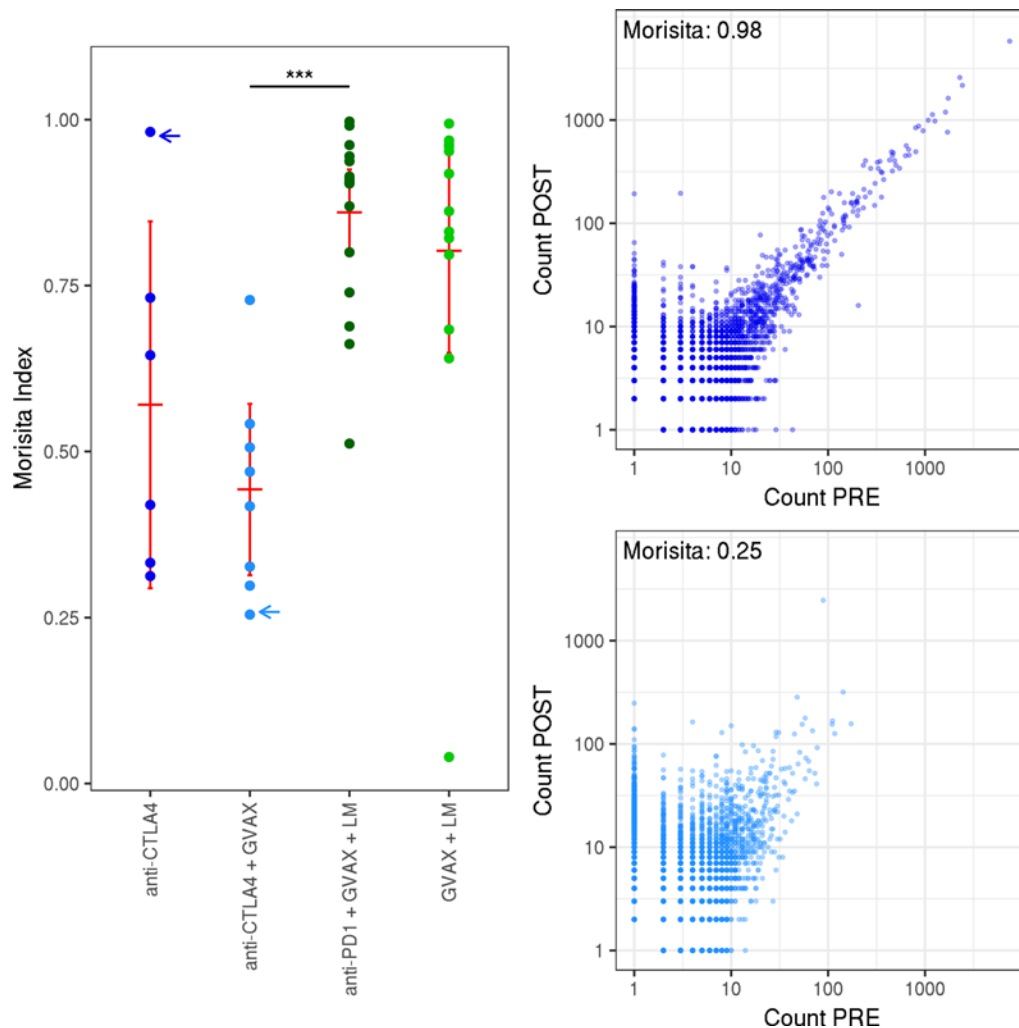 ***
1.00
0.75
0.50
0.25
0.00
Morisita Index
anti-CTLA4
anti-CTLA4 + GVAX
anti-PD1 + GVAX + LM
GVAX + LM
Morisita: 0.98
1000
100
10
1
Count POST
1 10 100 1000
Count PRE
Morisita: 0.25
1000
100
10
1
Count POST
1 10 100 1000
Count PRE